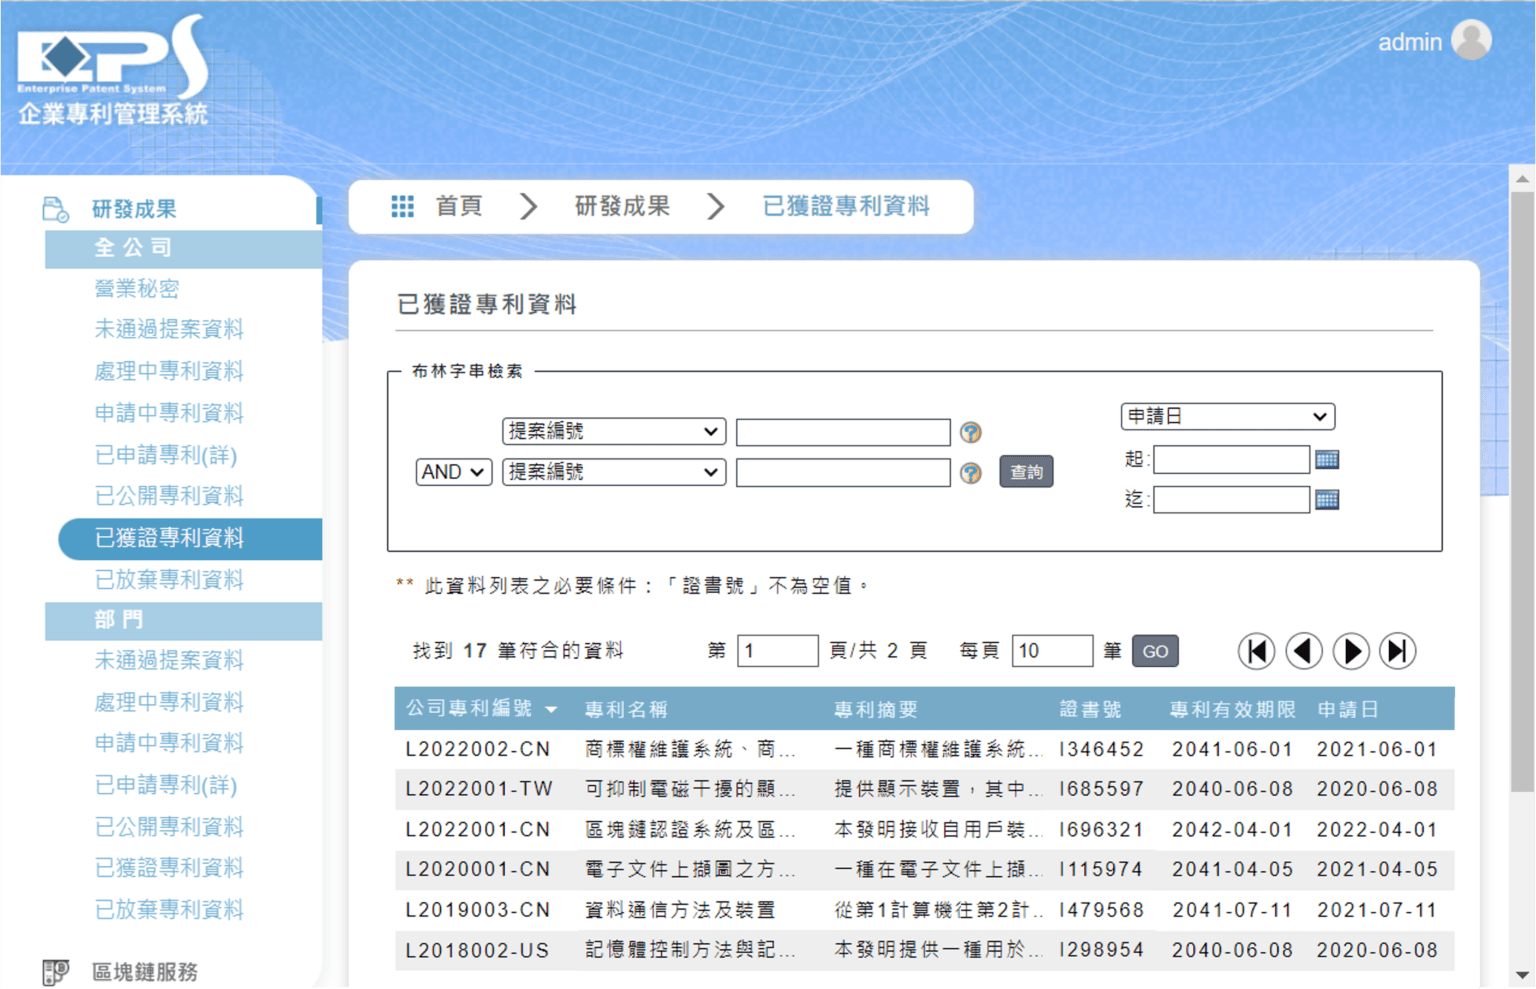 EPS
Enterprise Patent System
企業專利管理系統
admin
研發成果
全公司
營業秘密
未通過提案資料
處理中專利資料
申請中專利資料
已申請專利(詳)
已公開專利資料
已獲證專利資料
已放棄專利資料
部門
未通過提案資料
處理中專利資料
申請中專利資料
已申請專利(詳)
已公開專利資料
已獲證專利資料
已放棄專利資料
區塊鏈服務
首頁 研發成果 已獲證專利資料
已獲證專利資料
布林字串檢索
提案編號 申請日
AND 提案編號 查詢 起:
迄:
** 此資料列表之必要條件：「證書號」不為空值。
找到 17 筆符合的資料 第 1 頁/共 2 頁 每頁 10 筆 GO
公司專利編號 專利名稱 專利摘要 證書號 專利有效期限 申請日
L2022002-CN 商標權維護系統、商... 一種商標權維護系統... I346452 2041-06-01 2021-06-01
L2022001-TW 可抑制電磁干擾的顯... 提供顯示裝置，其中... I685597 2040-06-08 2020-06-08
L2022001-CN 區塊鏈認證系統及區... 本發明接收自用戶裝... I696321 2042-04-01 2022-04-01
L2020001-CN 電子文件上擷圖之方... 一種在電子文件上擷... I115974 2041-04-05 2021-04-05
L2019003-CN 資料通信方法及裝置 從第1計算機往第2計... I479568 2041-07-11 2021-07-11
L2018002-US 記憶體控制方法與記... 本發明提供一種用於... I298954 2040-06-08 2020-06-08